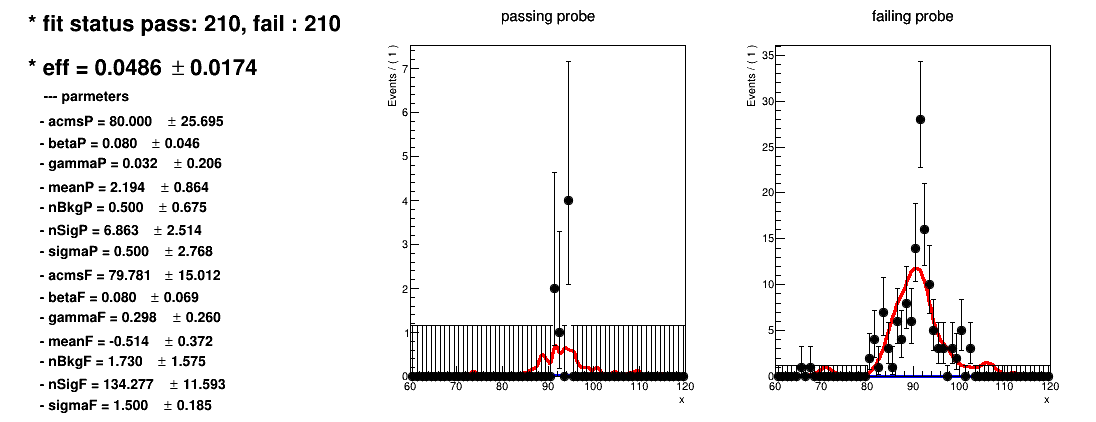 * fit status pass: 210, fail : 210
* eff = 0.0486 ± 0.0174
--- parmeters
- acmsP = 80.000 ± 25.695
- betaP = 0.080 ± 0.046
- gammaP = 0.032 ± 0.206
- meanP = 2.194 ± 0.864
- nBkgP = 0.500 ± 0.675
- nSigP = 6.863 ± 2.514
- sigmaP = 0.500 ± 2.768
- acmsF = 79.781 ± 15.012
- betaF = 0.080 ± 0.069
- gammaF = 0.298 ± 0.260
- meanF = -0.514 ± 0.372
- nBkgF = 1.730 ± 1.575
- nSigF = 134.277 ± 11.593
- sigmaF = 1.500 ± 0.185
passing probe
Events / ( 1 )
7
6
5
4
3
2
1
0
60 70 80 90 100 110 120
x
failing probe
Events / ( 1 )
35
30
25
20
15
10
5
0
60 70 80 90 100 110 120
x